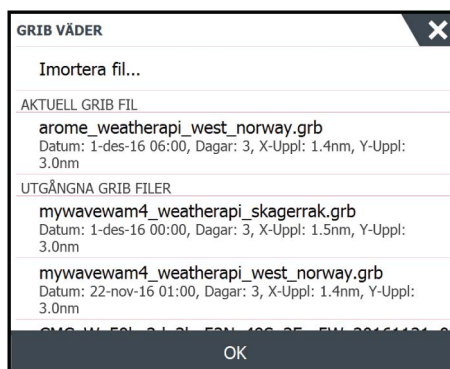 GRIB VÄDER
Imortera fil...
AKTUELL GRIB FIL
arome_weatherapi_west_norway.grb
Datum: 1-des-16 06:00, Dagar: 3, X-Uppl: 1.4nm, Y-Uppl:
3.0nm
UTGÅNGNA GRIB FILER
mywavewam4_weatherapi_skagerrak.grb
Datum: 1-des-16 00:00, Dagar: 3, X-Uppl: 1.5nm, Y-Uppl:
3.0nm
mywavewam4_weatherapi_west_norway.grb
Datum: 22-nov-16 01:00, Dagar: 3, X-Uppl: 1.4nm, Y-Uppl:
3.0nm
OK